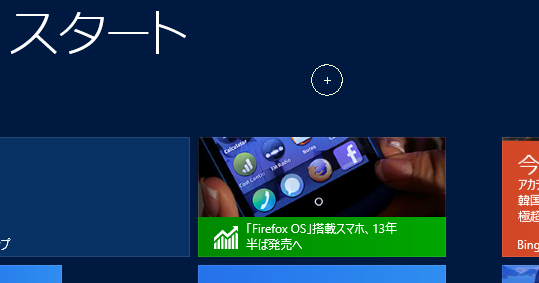 スタート
「Firefox OS」搭載スマホ、13年
半ば発売へ
プ
今
アカデ
韓国
極超
Bing